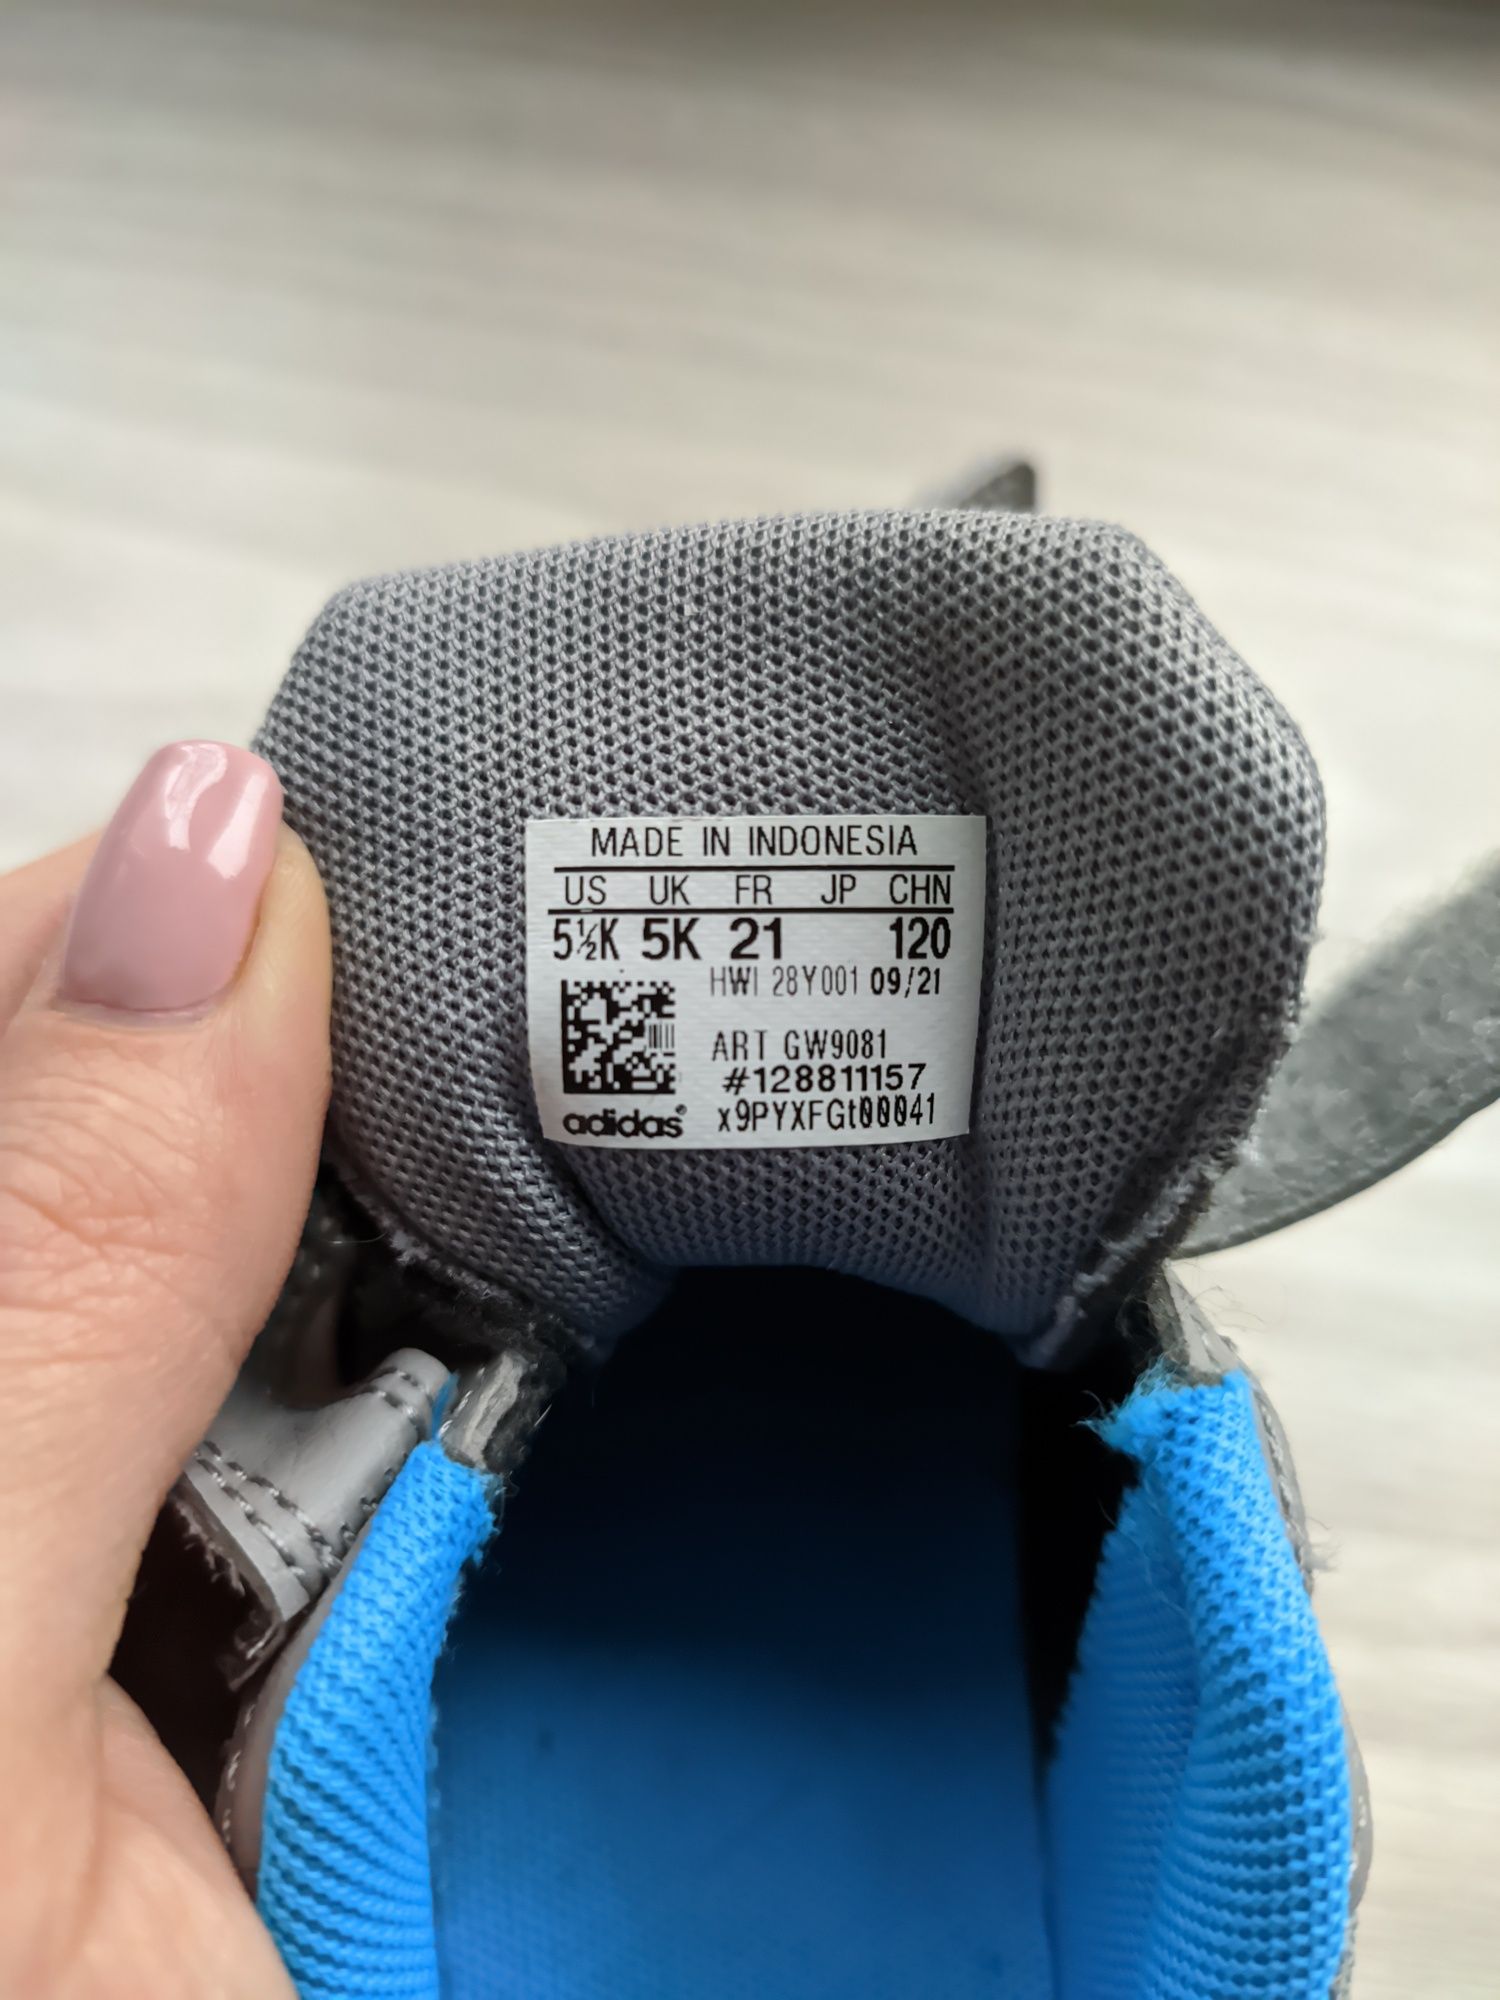 MADE IN INDONESIA
US UK FR JP CHN
5½K 5K 21 120
HWI 28Y001 09/21
ART GW9081
#128811157
adidas® x9PYXFGt00041